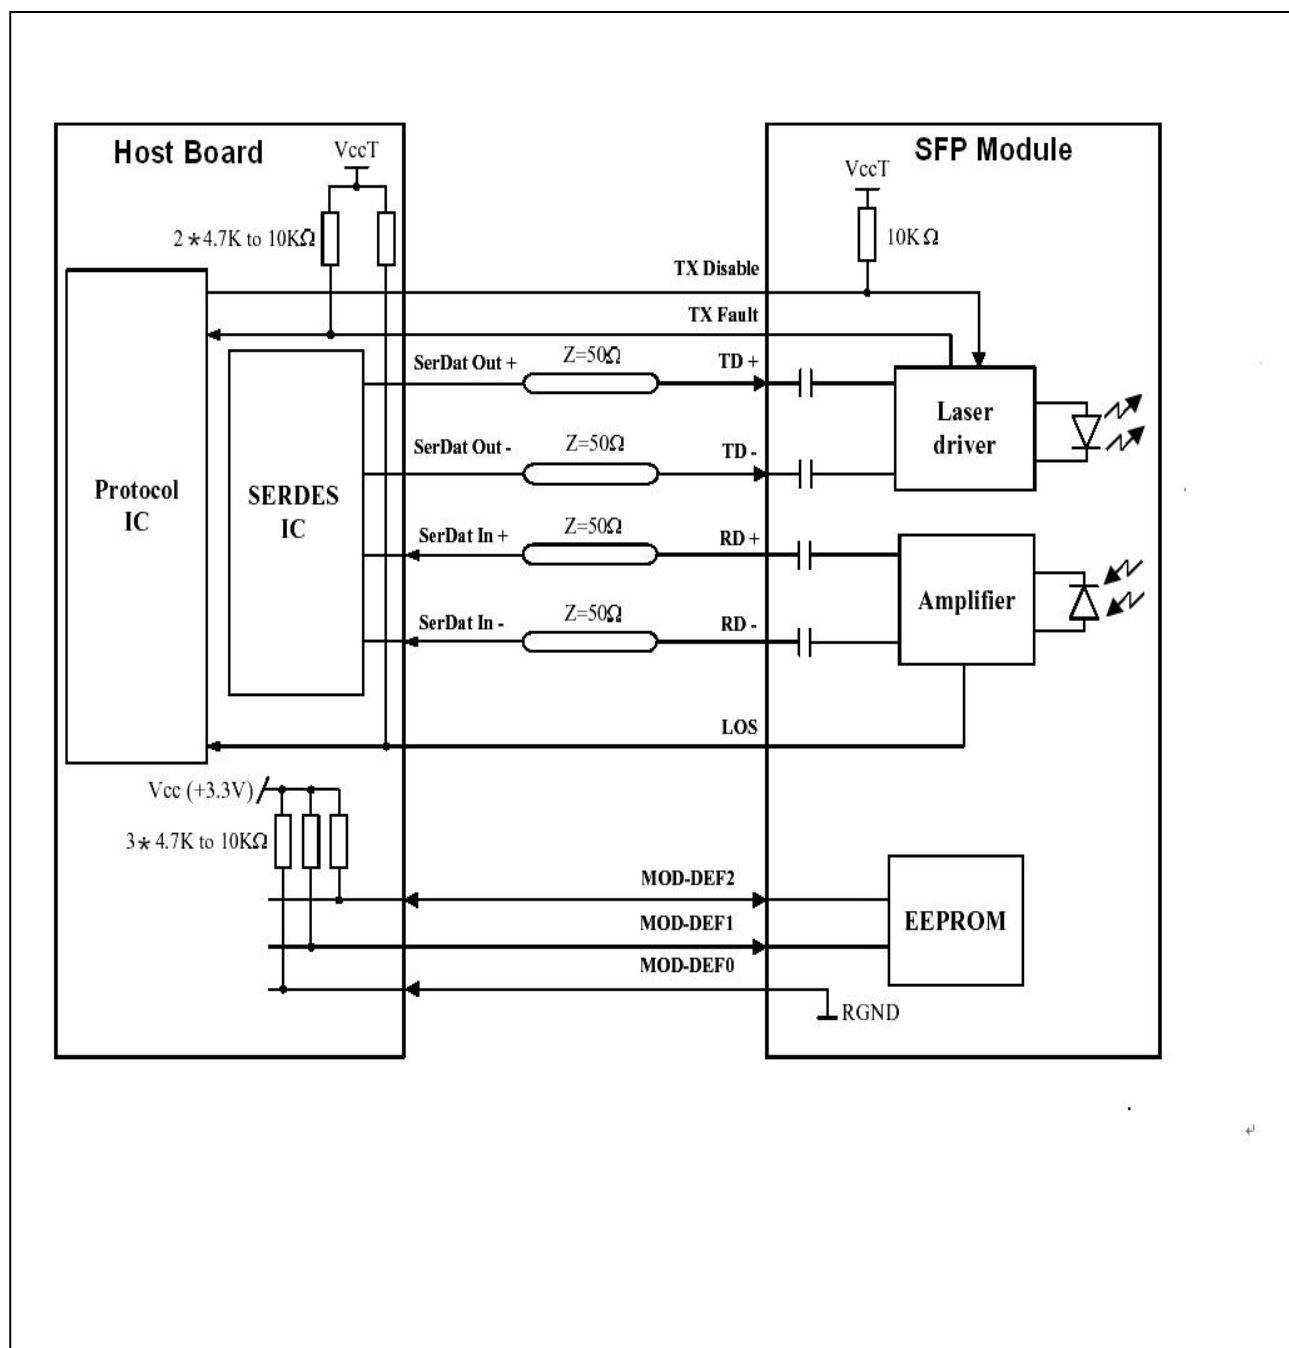 Host Board
VccT
SFP Module
VccT
2*4.7K to 10KΩ
10KΩ
TX Disable
TX Fault
SerDat Out +
Z=50Ω
TD +
Laser
driver
SerDat Out -
Z=50Ω
TD -
Protocol
IC
SERDES
IC
SerDat In +
Z=50Ω
RD +
Amplifier
SerDat In -
Z=50Ω
RD -
LOS
Vcc (+3.3V)
3* 4.7K to 10KΩ
MOD-DEF2
MOD-DEF1
EEPROM
MOD-DEF0
RGND